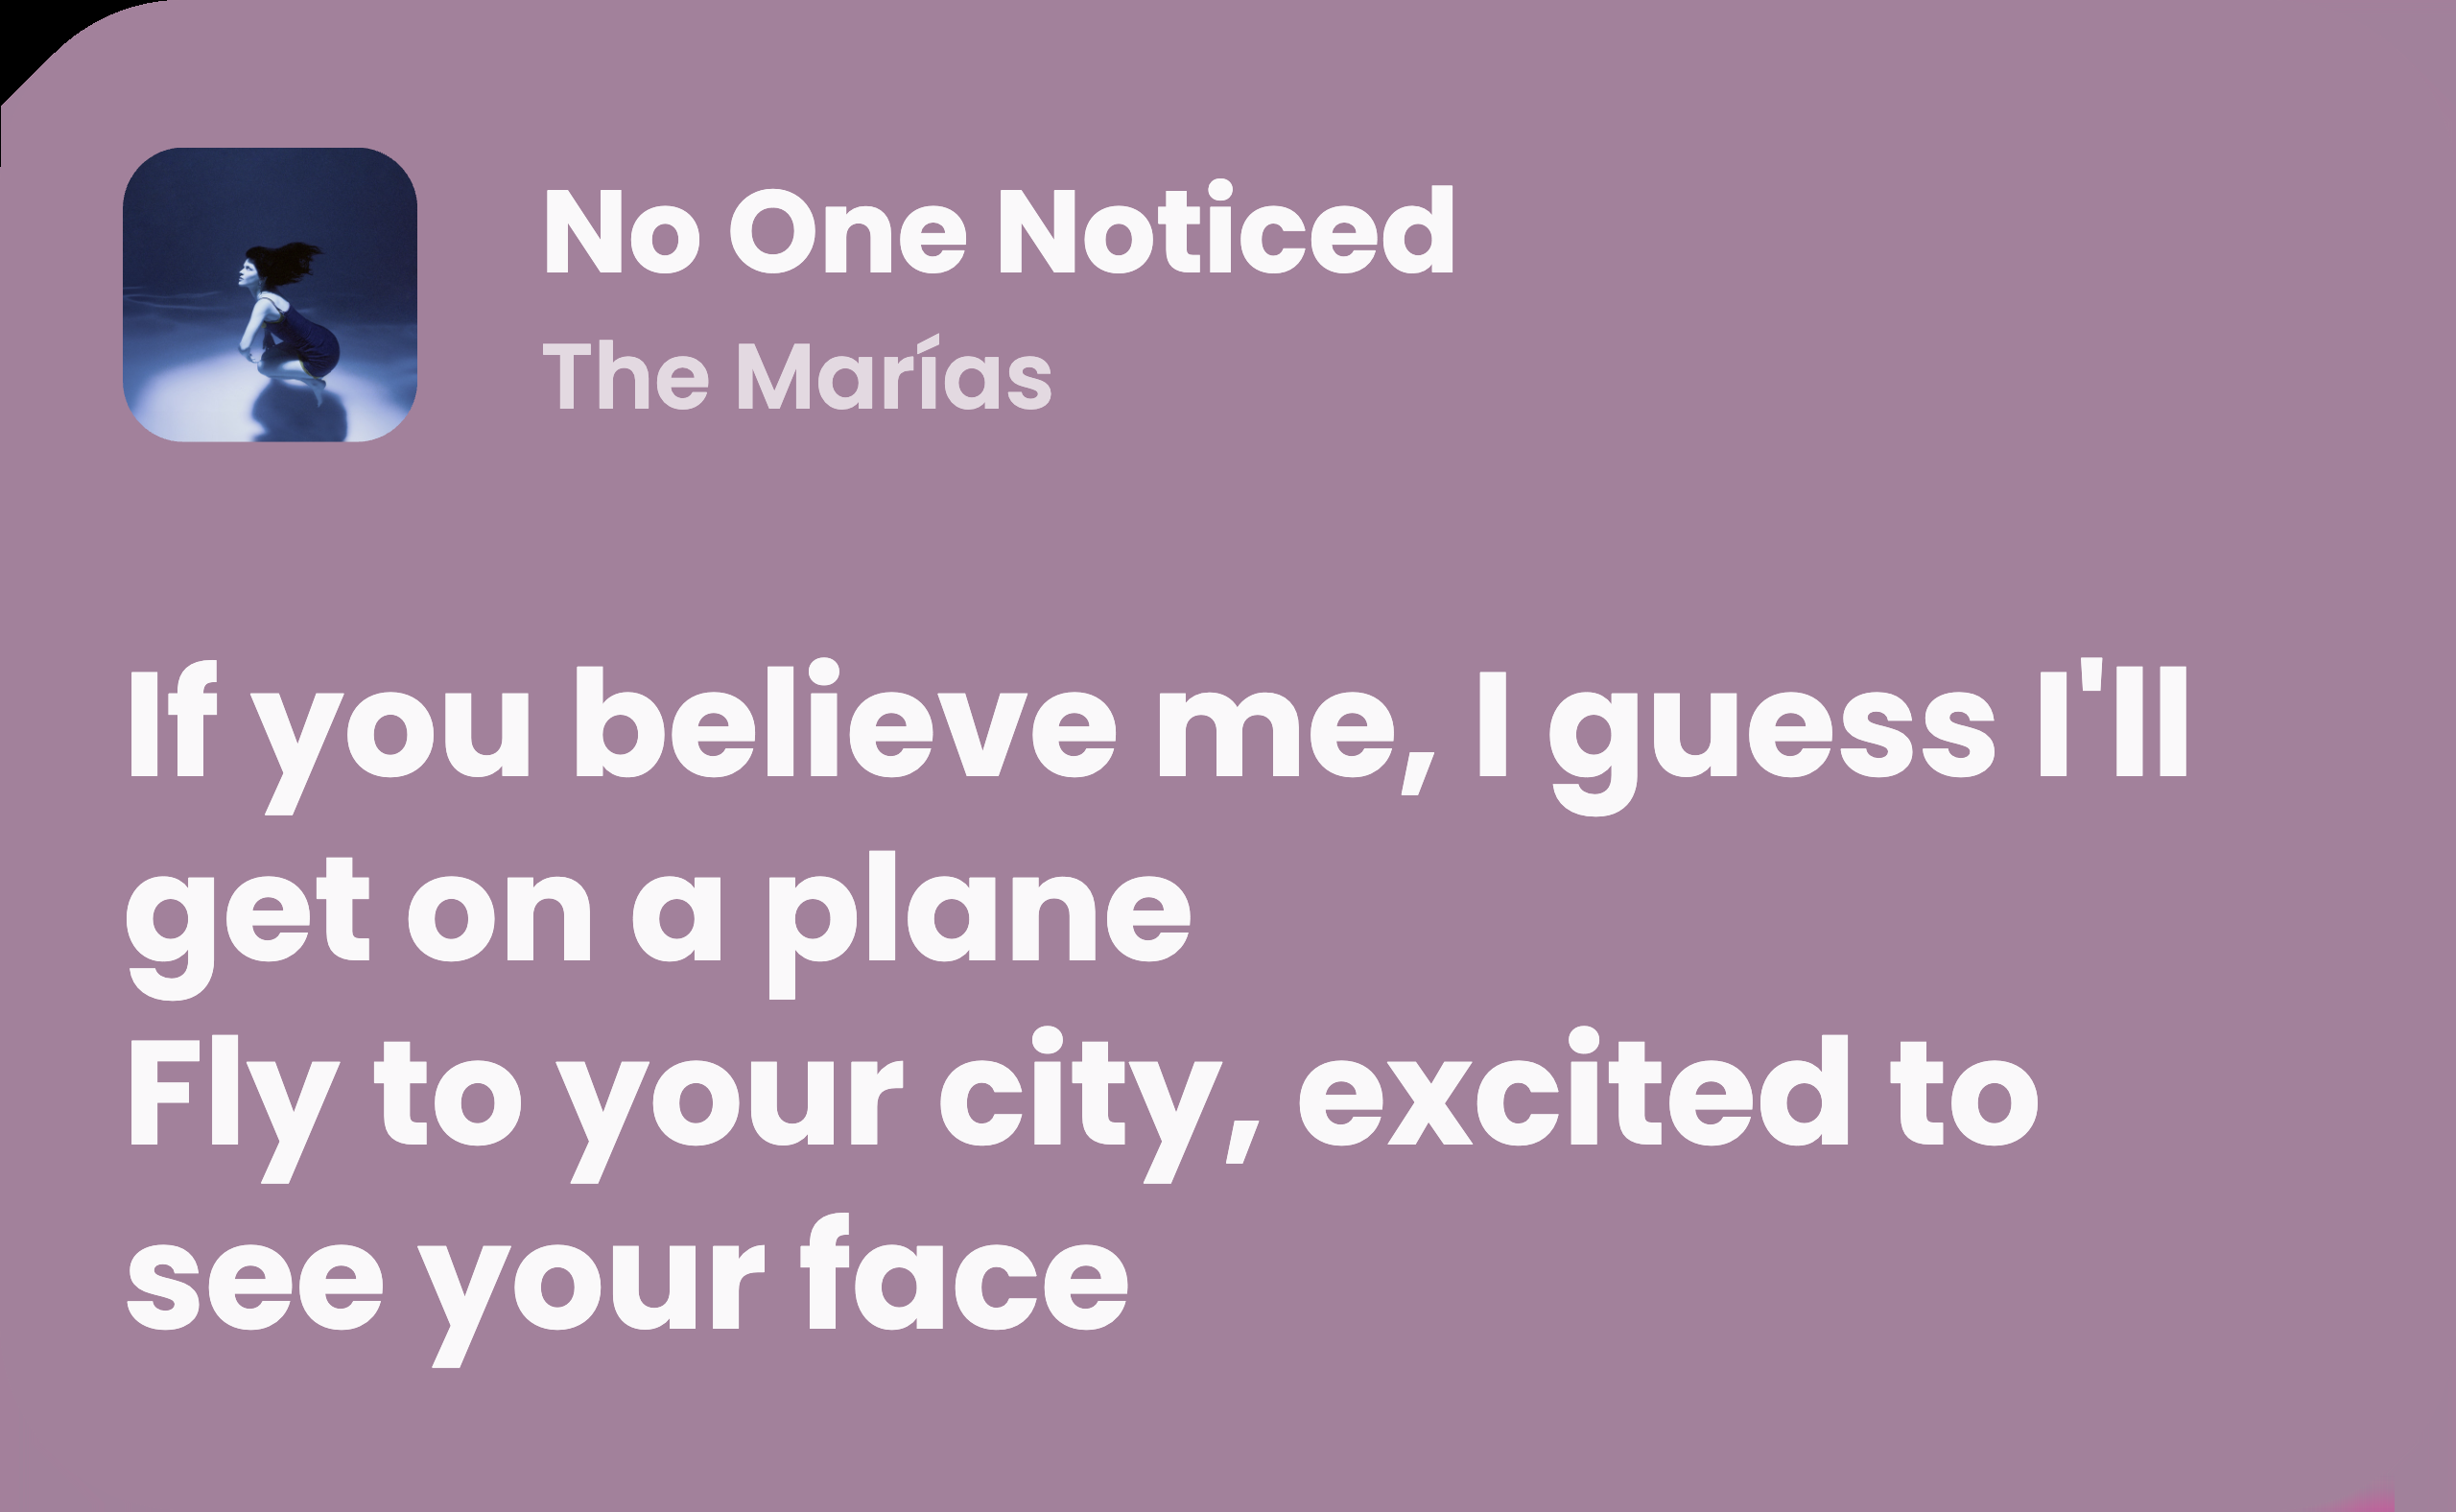 No One Noticed
The Marías
If you believe me, I guess I'll
get on a plane
Fly to your city, excited to
see your face